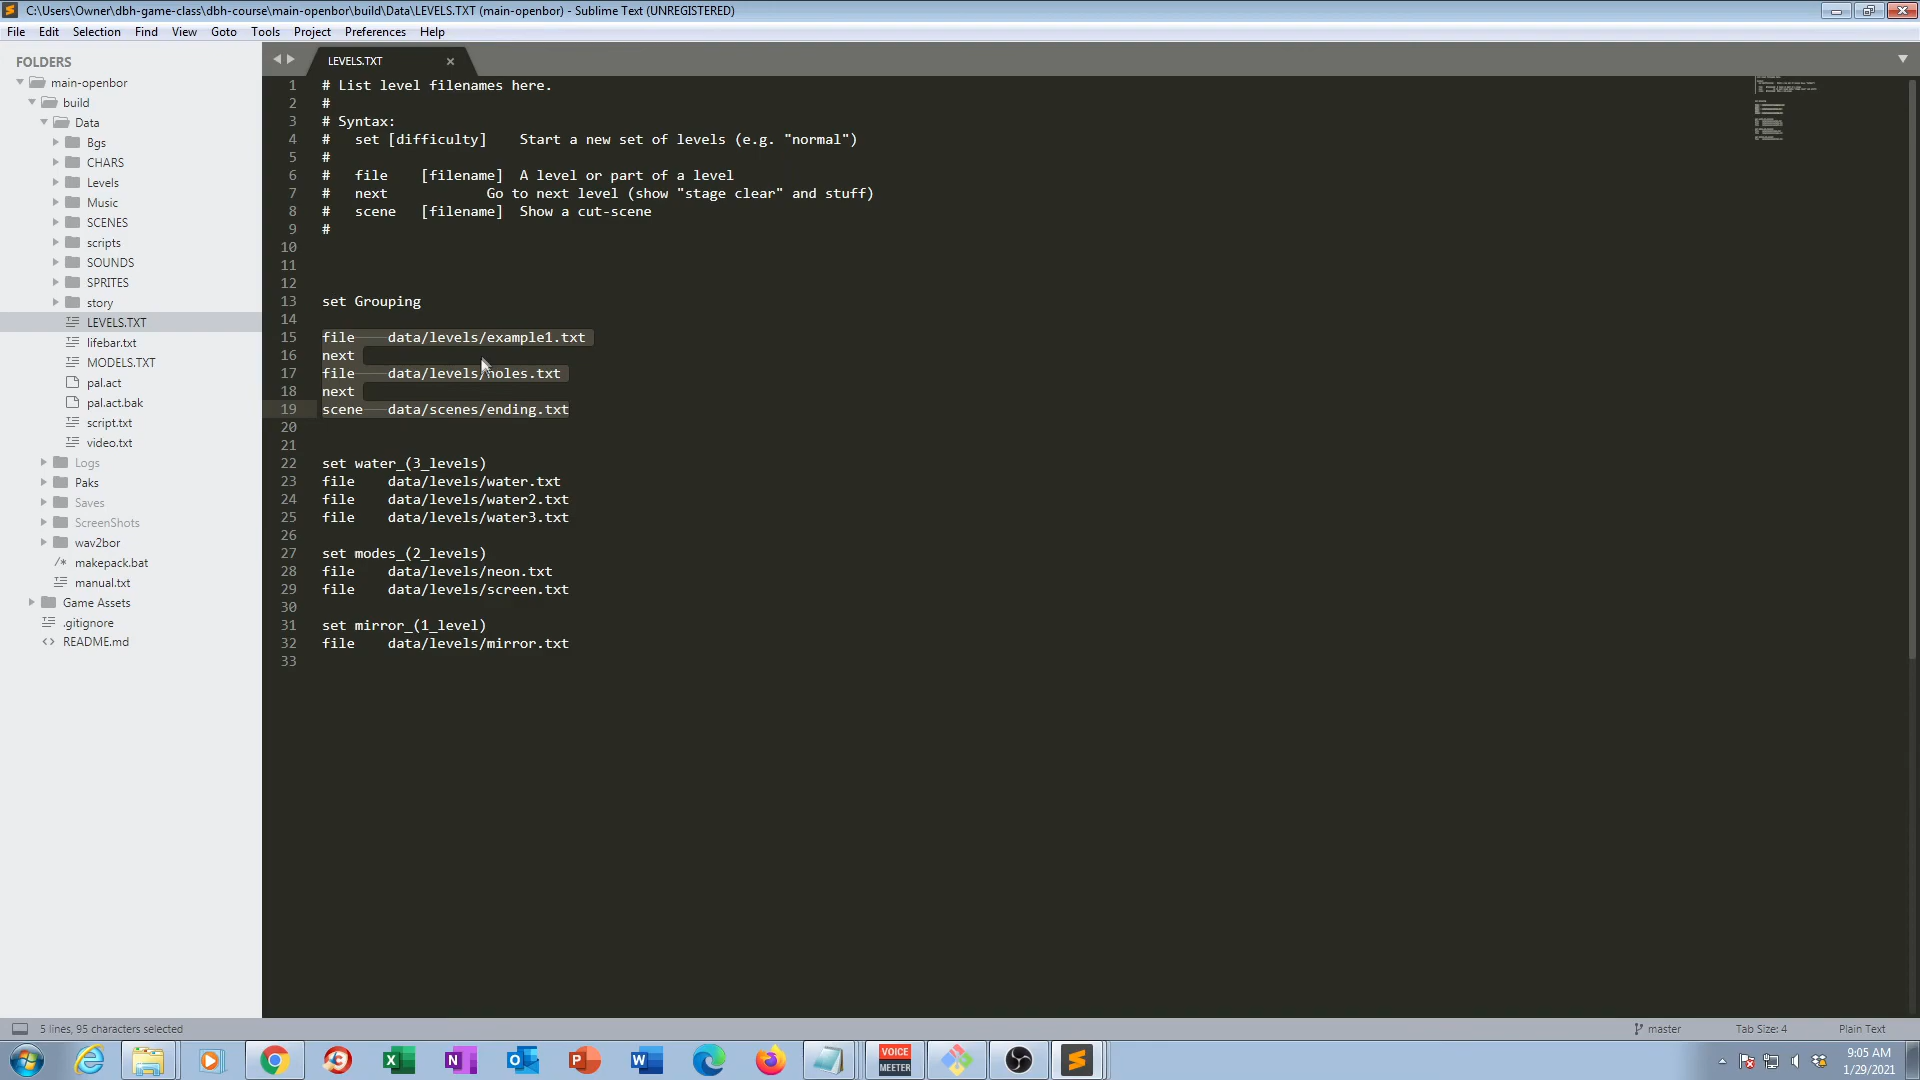 C:\Users\Owner\dbh-game-class\dbh-course\main-openbor\build\Data\LEVELS.TXT (main-openbor) - Sublime Text (UNREGISTERED)
File Edit Selection Find View Goto Tools Project Preferences Help
FOLDERS
main-openbor
build
Data
Bgs
CHARS
Levels
Music
SCENES
scripts
SOUNDS
SPRITES
story
LEVELS.TXT
lifebar.txt
MODELS.TXT
pal.act
pal.act.bak
script.txt
video.txt
Logs
Paks
Saves
ScreenShots
wav2bor
makepack.bat
manual.txt
Game Assets
.gitignore
README.md
LEVELS.TXT
1 # List level filenames here.
2 #
3 # Syntax:
4 # set [difficulty] Start a new set of levels (e.g. "normal")
5 #
6 # file [filename] A level or part of a level
7 # next Go to next level (show "stage clear" and stuff)
8 # scene [filename] Show a cut-scene
9 #
10
11
12
13 set Grouping
14
15 file data/levels/example1.txt
16 next
17 file data/levels/holes.txt
18 next
19 scene data/scenes/ending.txt
20
21
22 set water_(3_levels)
23 file data/levels/water.txt
24 file data/levels/water2.txt
25 file data/levels/water3.txt
26
27 set modes_(2_levels)
28 file data/levels/neon.txt
29 file data/levels/screen.txt
30
31 set mirror_(1_level)
32 file data/levels/mirror.txt
33
5 lines, 95 characters selected
master
Tab Size: 4
Plain Text
VOICE
MEETER
9:05 AM
1/29/2021